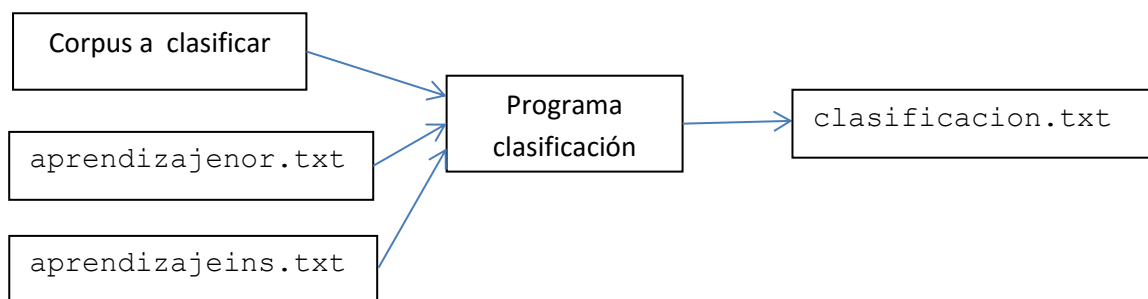 Corpus a clasificar
aprendizajenor.txt
aprendizajeins.txt
Programa
clasificación
clasificacion.txt